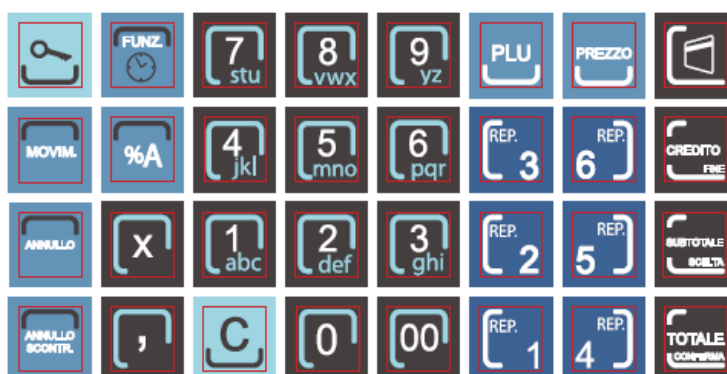 FUNZ.
7
stu
8
vwx
9
yz
PLU
PREZZO
MOVIM.
%A
4
jkl
5
mno
6
pqr
REP.
3
REP.
6
CREDITO
FINE
ANNULLO
X
1
abc
2
def
3
ghi
REP.
2
REP.
5
SUBTOTALE
SCELTA
ANNULLO
SCONTR.
,
C
0
00
REP.
1
REP.
4
TOTALE
CONFERMA